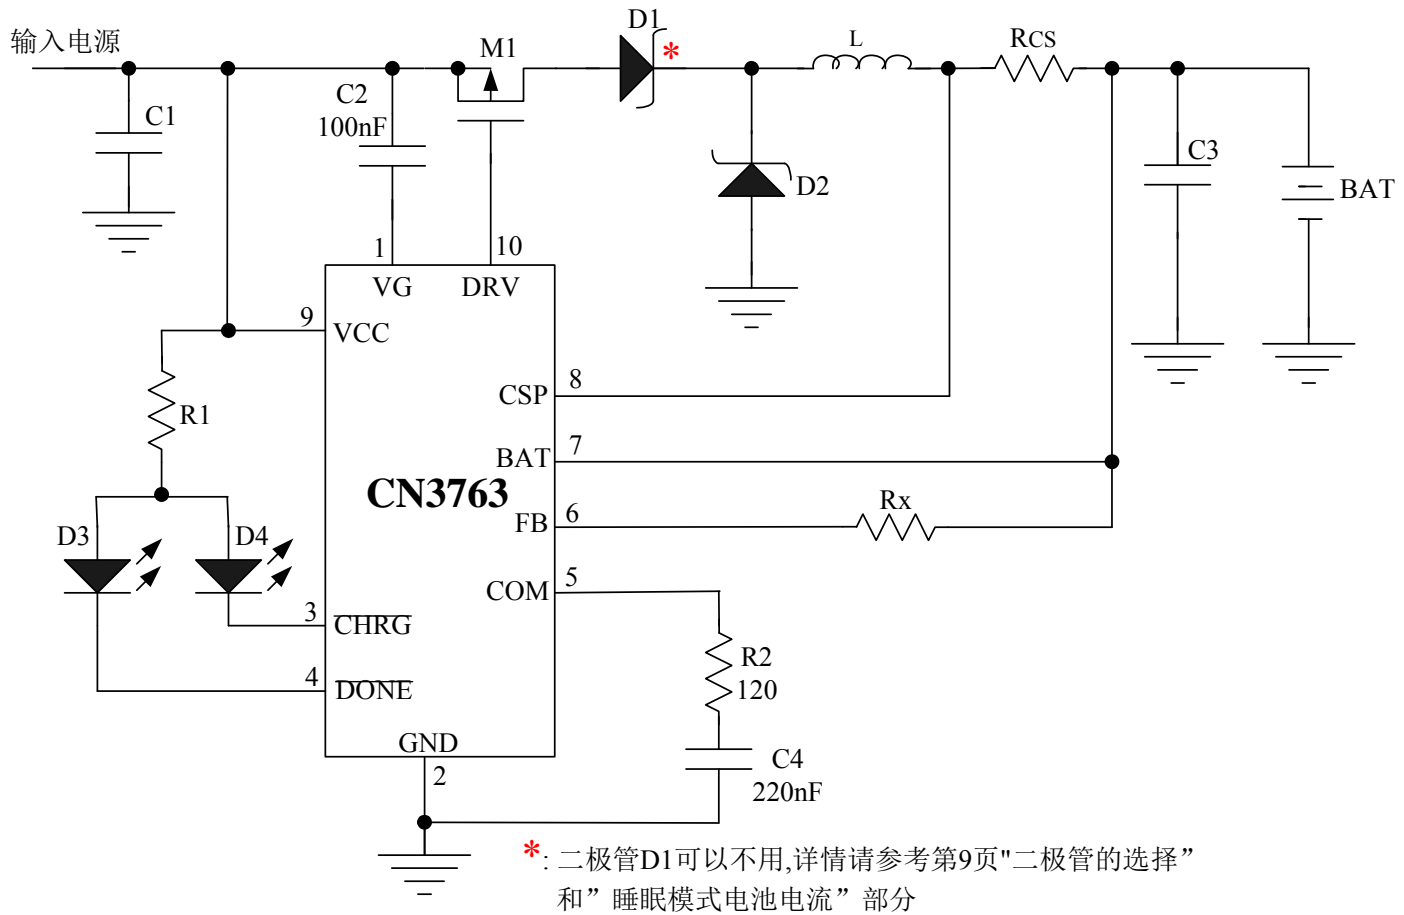 输入电源
D1
*
L
RCS
M1
C2
100nF
C1
C3
D2
BAT
1
10
VG
DRV
9
VCC
8
CSP
R1
7
BAT
CN3763
Rx
6
FB
D3
D4
5
COM
3
CHRG
R2
120
4
DONE
GND
2
C4
220nF
*: 二极管D1可以不用,详情请参考第9页"二极管的选择”
和”睡眠模式电池电流”部分